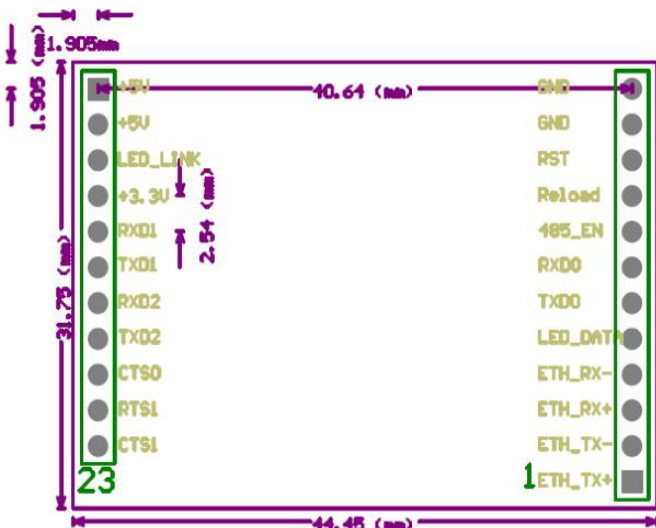 1.905mm
1.905 (mm)
40.64 (mm)
+5V
GND
+5V
GND
LED_LINK
RST
+3.3V
Reload
2.54 (mm)
RXD1
485_EN
TXD1
RXD0
31.75 (mm)
RXD2
TXD0
TXD2
LED_DATA
CTS0
ETH_RX-
RTS1
ETH_RX+
CTS1
ETH_TX-
23
1
ETH_TX+
44.45 (mm)